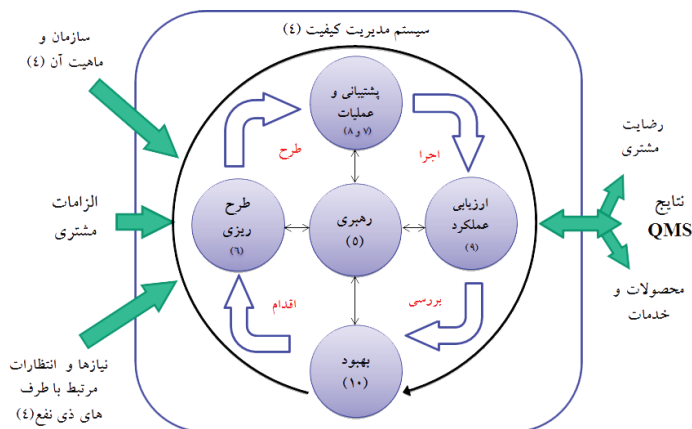 سیستم مدیریت کیفیت (٤)
سازمان و
ماهیت آن (٤)
الزامات
مشتری
نیازها و انتظارات
مرتبط با طرف
های ذی نفع(٤)
پشتیبانی و
عملیات
(٧ و ٨)
طرح
اجرا
طرح
ریزی
(٦)
رهبری
(٥)
ارزیابی
عملکرد
(٩)
اقدام
بررسی
بهبود
(١٠)
رضایت
مشتری
نتایج
QMS
محصولات و
خدمات